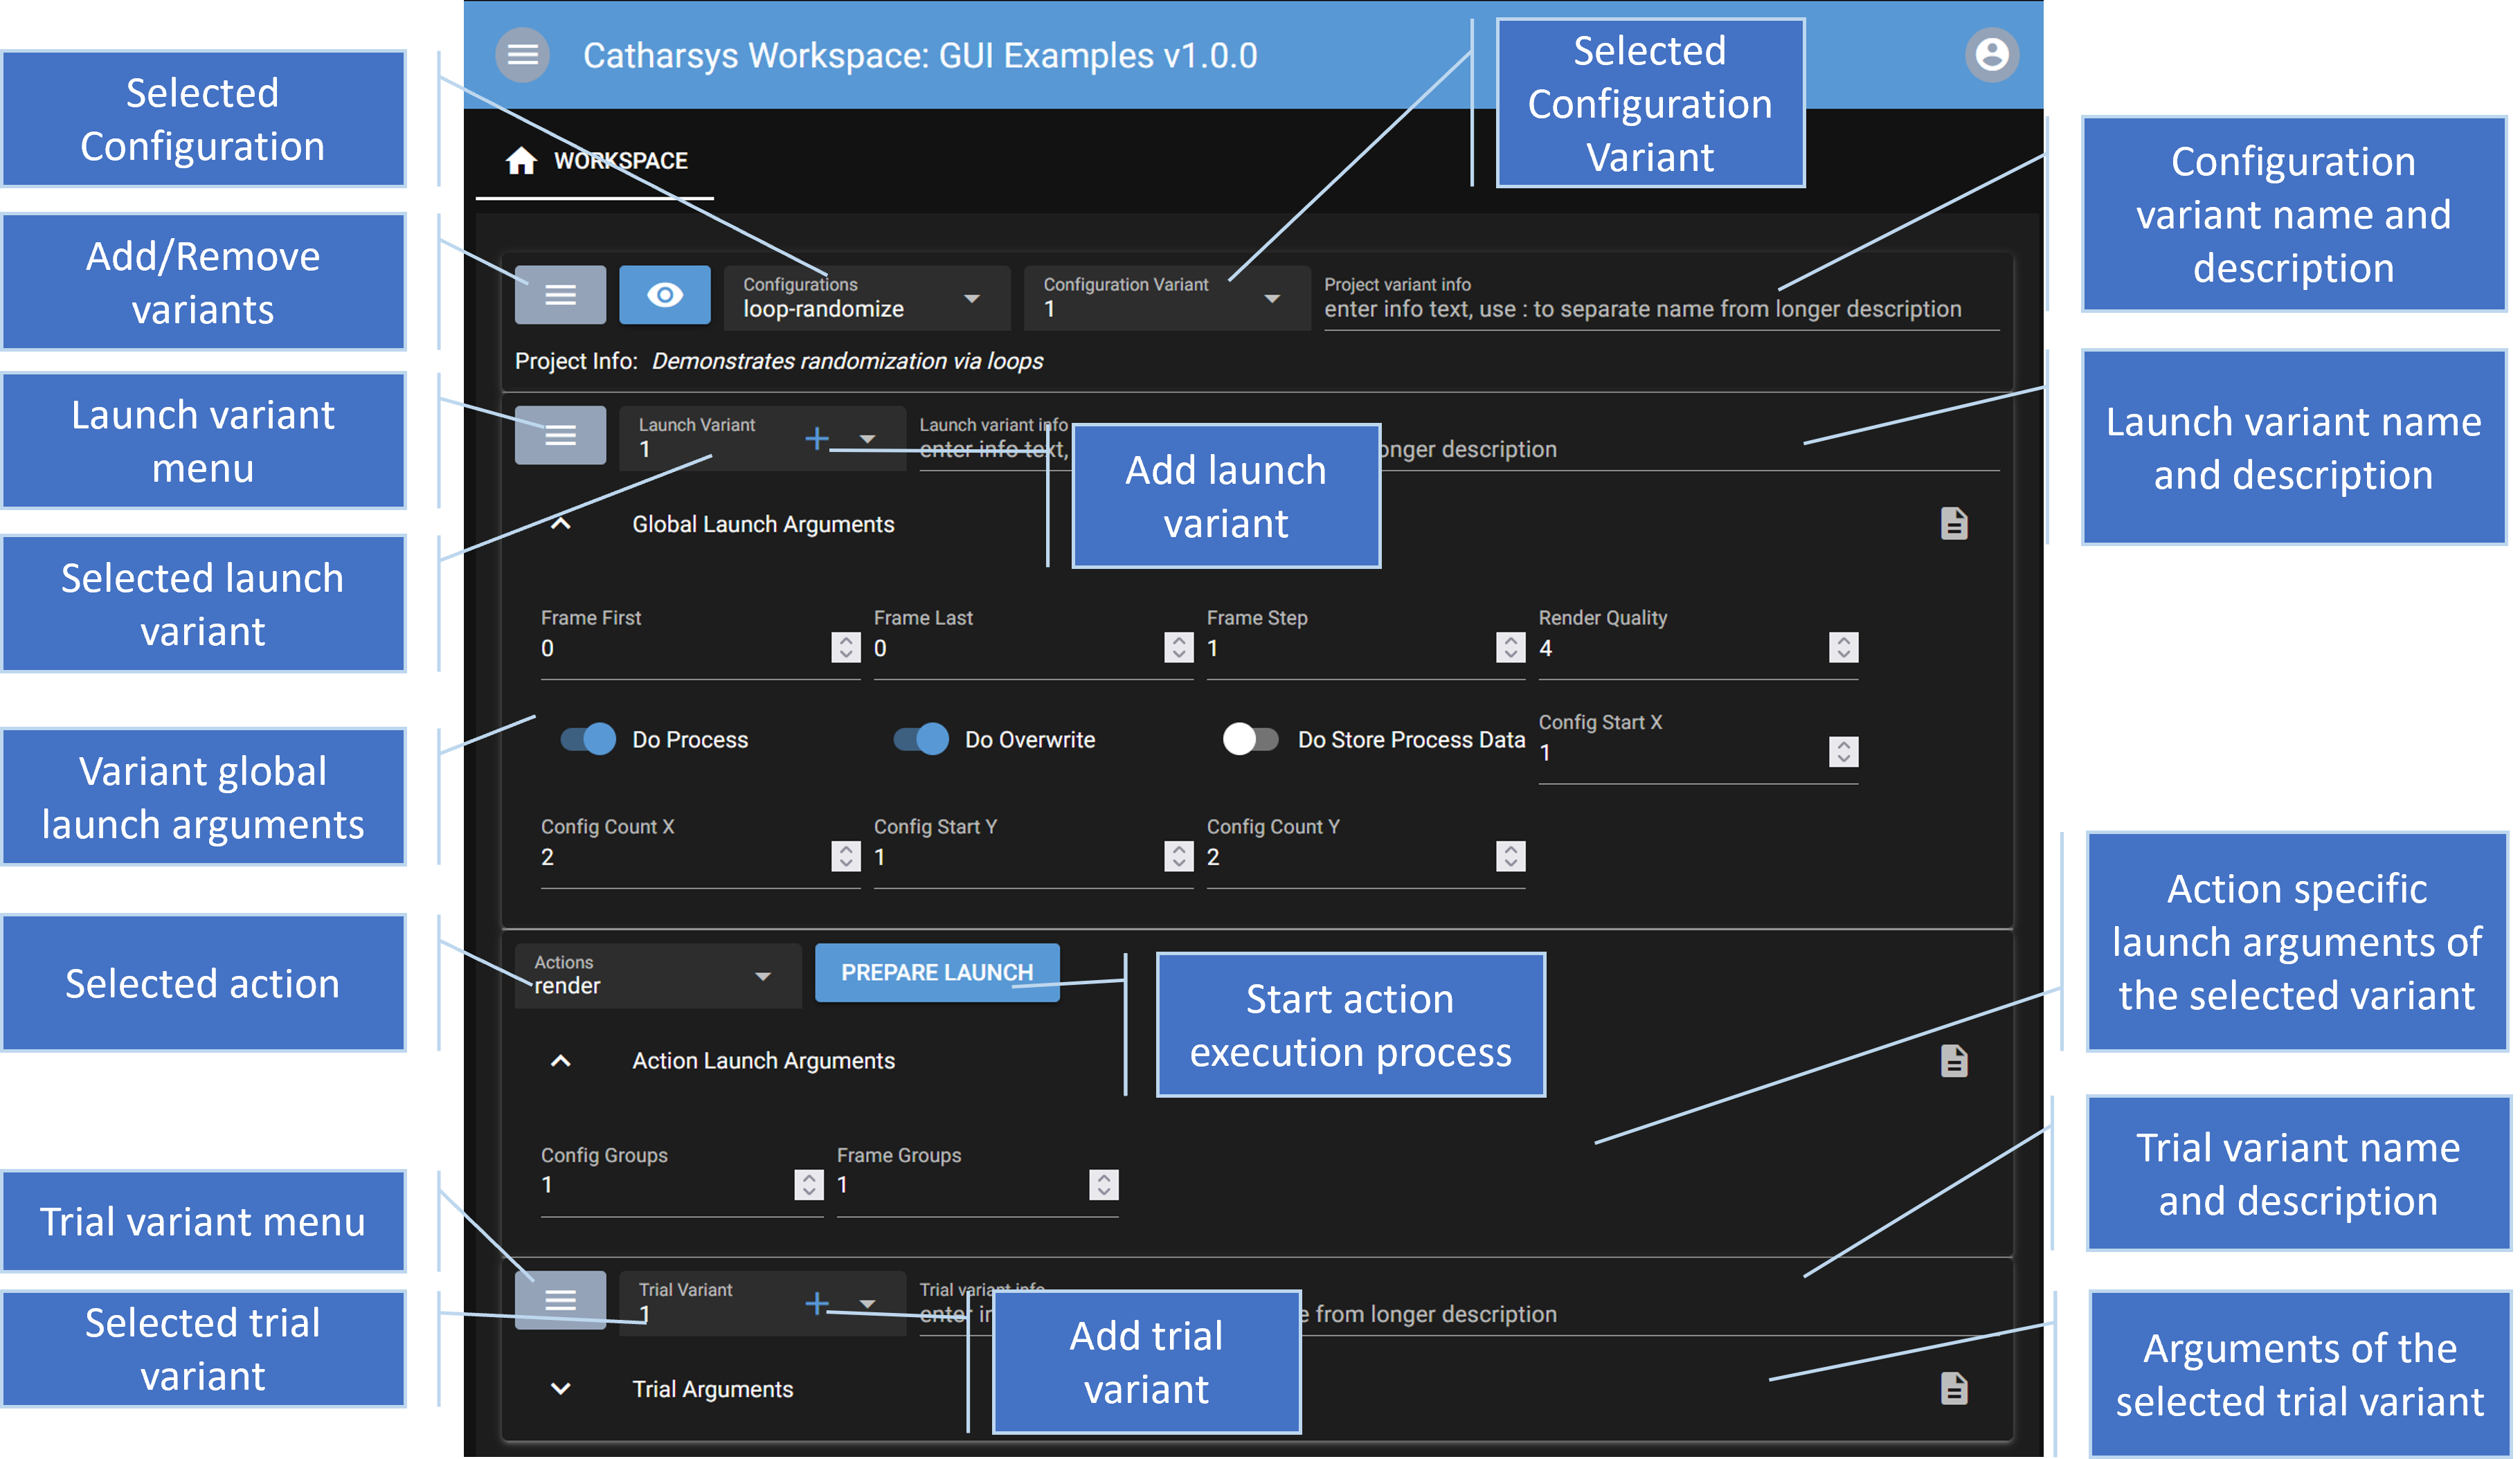 Catharsys Workspace: GUI Examples v1.0.0
Selected
Configuration
Selected
Configuration
Variant
WORKSPACE
Configuration
variant name and
description
Add/Remove
variants
Configurations
loop-randomize
Configuration Variant
1
Project variant info
enter info text, use : to separate name from longer description
Project Info: Demonstrates randomization via loops
Launch variant
menu
Launch Variant
1
+
Launch variant info
enter info text,
onger description
Add launch
variant
Launch variant name
and description
Global Launch Arguments
Selected launch
variant
Frame First
0
Frame Last
0
Frame Step
1
Render Quality
4
Variant global
launch arguments
Do Process
Do Overwrite
Do Store Process Data
Config Start X
1
Config Count X
2
Config Start Y
1
Config Count Y
2
Action specific
launch arguments of
the selected variant
Selected action
Actions
render
PREPARE LAUNCH
Start action
execution process
Action Launch Arguments
Config Groups
1
Frame Groups
1
Trial variant name
and description
Trial variant menu
Selected trial
variant
Trial Variant
1
+
Trial variant info
enter in
e from longer description
Add trial
variant
Trial Arguments
Arguments of the
selected trial variant